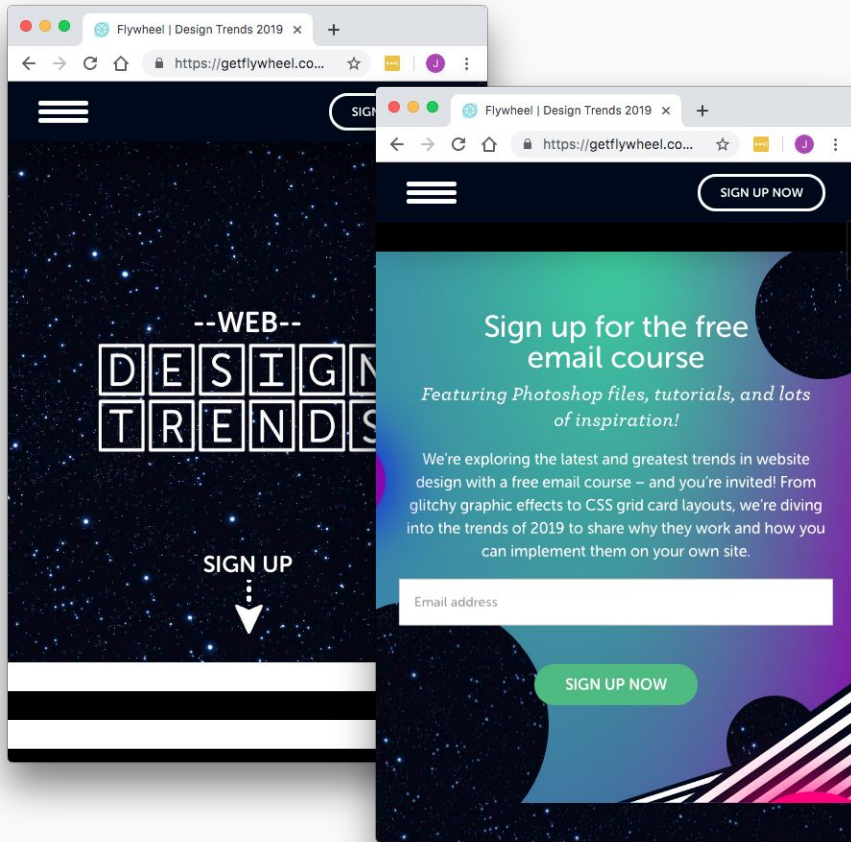 Flywheel | Design Trends 2019
https://getflywheel.co...
J
--WEB--
DESIGN
TRENDS
SIGN UP
Flywheel | Design Trends 2019
https://getflywheel.co...
J
SIGN UP NOW
Sign up for the free
email course
Featuring Photoshop files, tutorials, and lots
of inspiration!
We're exploring the latest and greatest trends in website
design with a free email course – and you're invited! From
glitchy graphic effects to CSS grid card layouts, we're diving
into the trends of 2019 to share why they work and how you
can implement them on your own site.
Email address
SIGN UP NOW